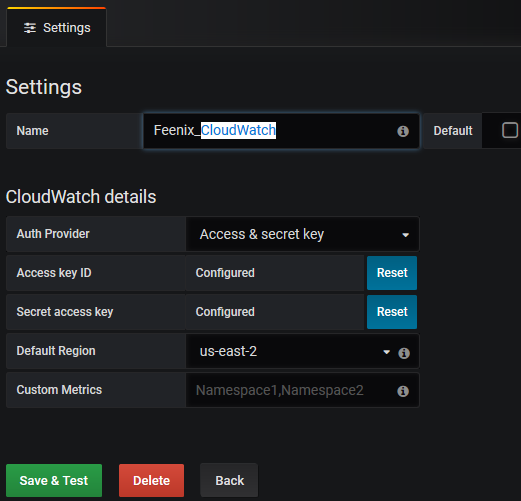 Settings
Settings
Name Feenix_CloudWatch Default
CloudWatch details
Auth Provider Access & secret key
Access key ID Configured Reset
Secret access key Configured Reset
Default Region us-east-2
Custom Metrics Namespace1,Namespace2
Save & Test Delete Back